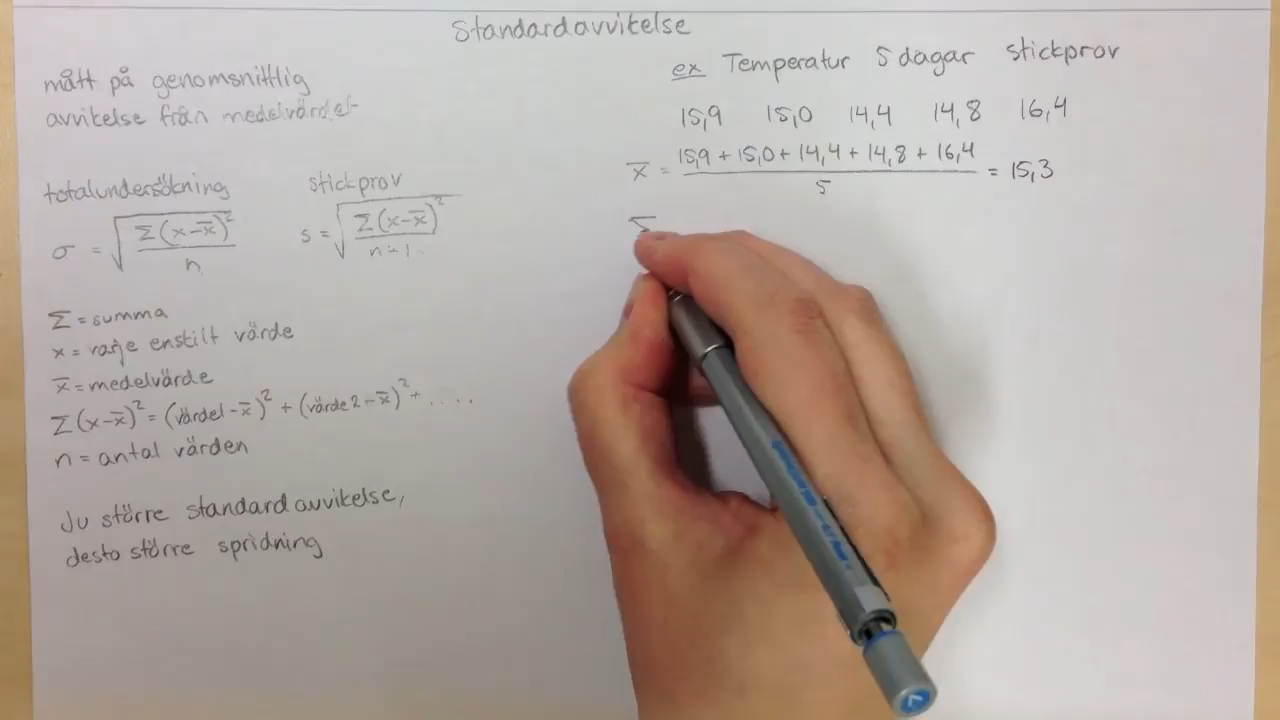 Standardavvikelse
mått på genomsnittlig
avvikelse från medelvärdet
totalundersökning
σ = √(Σ(x-x̄)²/n)
stickprov
s = √(Σ(x-x̄)²/n-1)
Σ = summa
x = varje enskilt värde
x̄ = medelvärde
Σ(x-x̄)² = (värde1-x̄)² + (värde2-x̄)² + ....
n = antal värden
Ju större standardavvikelse,
desto större spridning
ex Temperatur 5 dagar stickprov
15,9 15,0 14,4 14,8 16,4
x̄ = 15,9 + 15,0 + 14,4 + 14,8 + 16,4 / 5 = 15,3
Σ